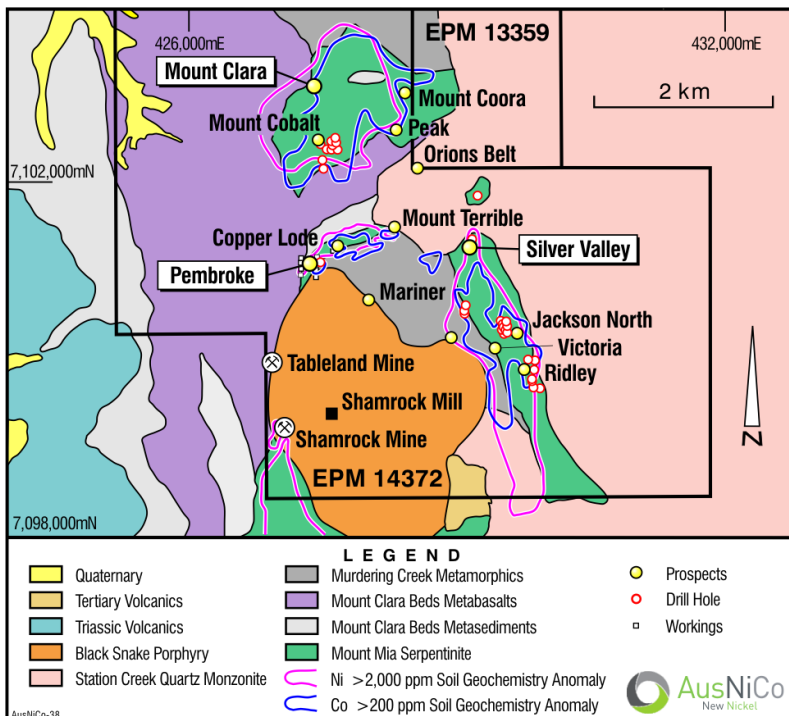 426,000mE
EPM 13359
432,000mE
Mount Clara
2 km
Mount Coora
Mount Cobalt
Peak
Orions Belt
7,102,000mN
Mount Terrible
Copper Lode
Silver Valley
Pembroke
Mariner
Jackson North
Victoria
Tableland Mine
Ridley
Shamrock Mill
Shamrock Mine
N
EPM 14372
7,098,000mN
LEGEND
Quaternary
Tertiary Volcanics
Triassic Volcanics
Black Snake Porphyry
Station Creek Quartz Monzonite
Murdering Creek Metamorphics
Mount Clara Beds Metabasalts
Mount Clara Beds Metasediments
Mount Mia Serpentinite
Ni >2,000 ppm Soil Geochemistry Anomaly
Co >200 ppm Soil Geochemistry Anomaly
Prospects
Drill Hole
Workings
AusNiCo
New Nickel
AusNiCo-38